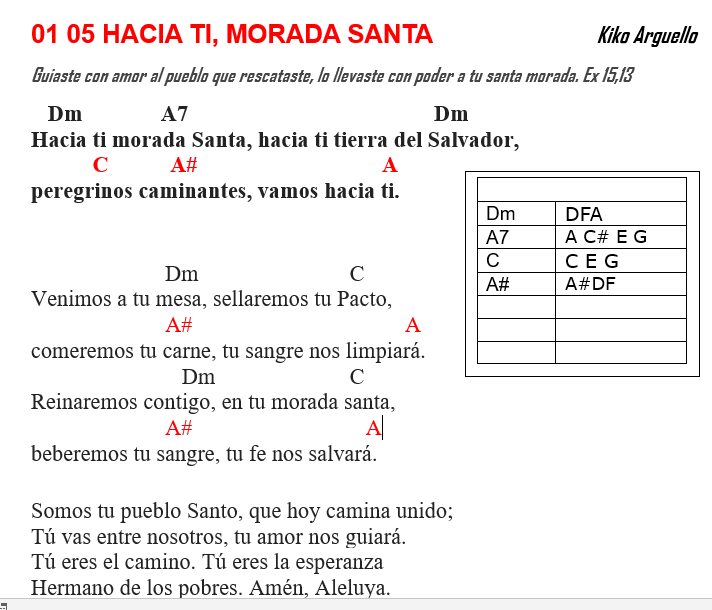 01 05 HACIA TI, MORADA SANTA Kiko Arguello
Guiaste con amor al pueblo que rescataste, lo llevaste con poder a tu santa morada. Ex 15,13
Dm A7 Dm
Hacia ti morada Santa, hacia ti tierra del Salvador,
C A# A
peregrinos caminantes, vamos hacia ti.
Dm DFA
A7 A C# E G
C C E G
A# A#DF
Dm C
Venimos a tu mesa, sellaremos tu Pacto,
A# A
comeremos tu carne, tu sangre nos limpiará.
Dm C
Reinaremos contigo, en tu morada santa,
A# A
beberemos tu sangre, tu fe nos salvará.
Somos tu pueblo Santo, que hoy camina unido;
Tú vas entre nosotros, tu amor nos guiará.
Tú eres el camino. Tú eres la esperanza
Hermano de los pobres. Amén, Aleluya.